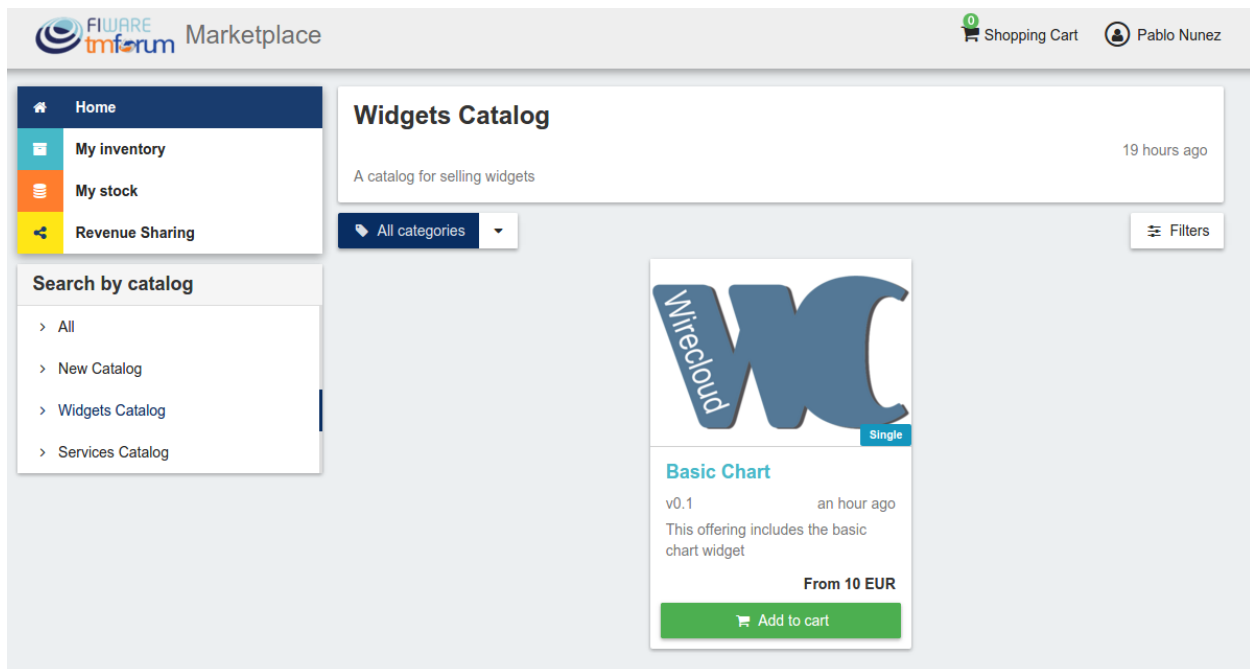 FIWARE
tmforum
Marketplace
0
Shopping Cart
Pablo Nunez
Home
My inventory
My stock
Revenue Sharing
Search by catalog
All
New Catalog
Widgets Catalog
Services Catalog
Widgets Catalog
19 hours ago
A catalog for selling widgets
All categories
Filters
Wirecloud
WC
Single
Basic Chart
v0.1 an hour ago
This offering includes the basic
chart widget
From 10 EUR
Add to cart